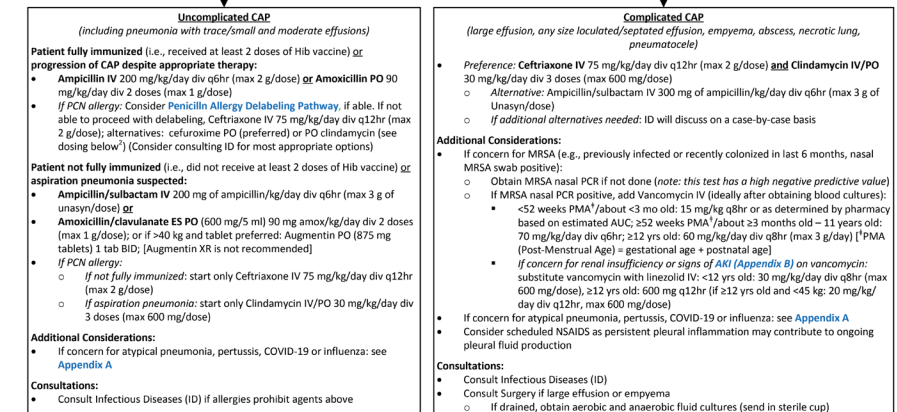 Uncomplicated CAP
(including pneumonia with trace/small and moderate effusions)
Patient fully immunized (i.e., received at least 2 doses of Hib vaccine) or
progression of CAP despite appropriate therapy:
• Ampicillin IV 200 mg/kg/day div q6hr (max 2 g/dose) or Amoxicillin PO 90
mg/kg/day div 2 doses (max 1 g/dose)
• If PCN allergy: Consider Penicilln Allergy Delabeling Pathway, if able. If not
able to proceed with delabeling, Ceftriaxone IV 75 mg/kg/day div q12hr (max
2 g/dose); alternatives: cefuroxime PO (preferred) or PO clindamycin (see
dosing below2) (Consider consulting ID for most appropriate options)
Patient not fully immunized (i.e., did not receive at least 2 doses of Hib vaccine) or
aspiration pneumonia suspected:
• Ampicillin/sulbactam IV 200 mg of ampicillin/kg/day div q6hr (max 3 g of
unasyn/dose) or
• Amoxicillin/clavulanate ES PO (600 mg/5 ml) 90 mg amox/kg/day div 2 doses
(max 1 g/dose); or if >40 kg and tablet preferred: Augmentin PO (875 mg
tablets) 1 tab BID; [Augmentin XR is not recommended]
• If PCN allergy:
o If not fully immunized: start only Ceftriaxone IV 75 mg/kg/day div q12hr
(max 2 g/dose)
o If aspiration pneumonia: start only Clindamycin IV/PO 30 mg/kg/day div
3 doses (max 600 mg/dose)
Additional Considerations:
• If concern for atypical pneumonia, pertussis, COVID-19 or influenza: see
Appendix A
Consultations:
• Consult Infectious Diseases (ID) if allergies prohibit agents above
Complicated CAP
(large effusion, any size loculated/septated effusion, empyema, abscess, necrotic lung,
pneumatocele)
• Preference: Ceftriaxone IV 75 mg/kg/day div q12hr (max 2 g/dose) and Clindamycin IV/PO
30 mg/kg/day div 3 doses (max 600 mg/dose)
o Alternative: Ampicillin/sulbactam IV 300 mg of ampicillin/kg/day div q6hr (max 3 g of
Unasyn/dose)
o If additional alternatives needed: ID will discuss on a case-by-case basis
Additional Considerations:
• If concern for MRSA (e.g., previously infected or recently colonized in last 6 months, nasal
MRSA swab positive):
o Obtain MRSA nasal PCR if not done (note: this test has a high negative predictive value)
o If MRSA nasal PCR positive, add Vancomycin IV (ideally after obtaining blood cultures):
▪ <52 weeks PMA‡/about <3 mo old: 15 mg/kg q8hr or as determined by pharmacy
based on estimated AUC; ≥52 weeks PMA‡/about ≥3 months old – 11 years old:
70 mg/kg/day div q6hr; ≥12 yrs old: 60 mg/kg/day div q8hr (max 3 g/day) [‡PMA
(Post-Menstrual Age) = gestational age + postnatal age]
▪ If concern for renal insufficiency or signs of AKI (Appendix B) on vancomycin:
substitute vancomycin with linezolid IV: <12 yrs old: 30 mg/kg/day div q8hr (max
600 mg/dose), ≥12 yrs old: 600 mg q12hr (if ≥12 yrs old and <45 kg: 20 mg/kg/
day div q12hr, max 600 mg/dose)
• If concern for atypical pneumonia, pertussis, COVID-19 or influenza: see Appendix A
• Consider scheduled NSAIDS as persistent pleural inflammation may contribute to ongoing
pleural fluid production
Consultations:
• Consult Infectious Diseases (ID)
• Consult Surgery if large effusion or empyema
o If drained, obtain aerobic and anaerobic fluid cultures (send in sterile cup)